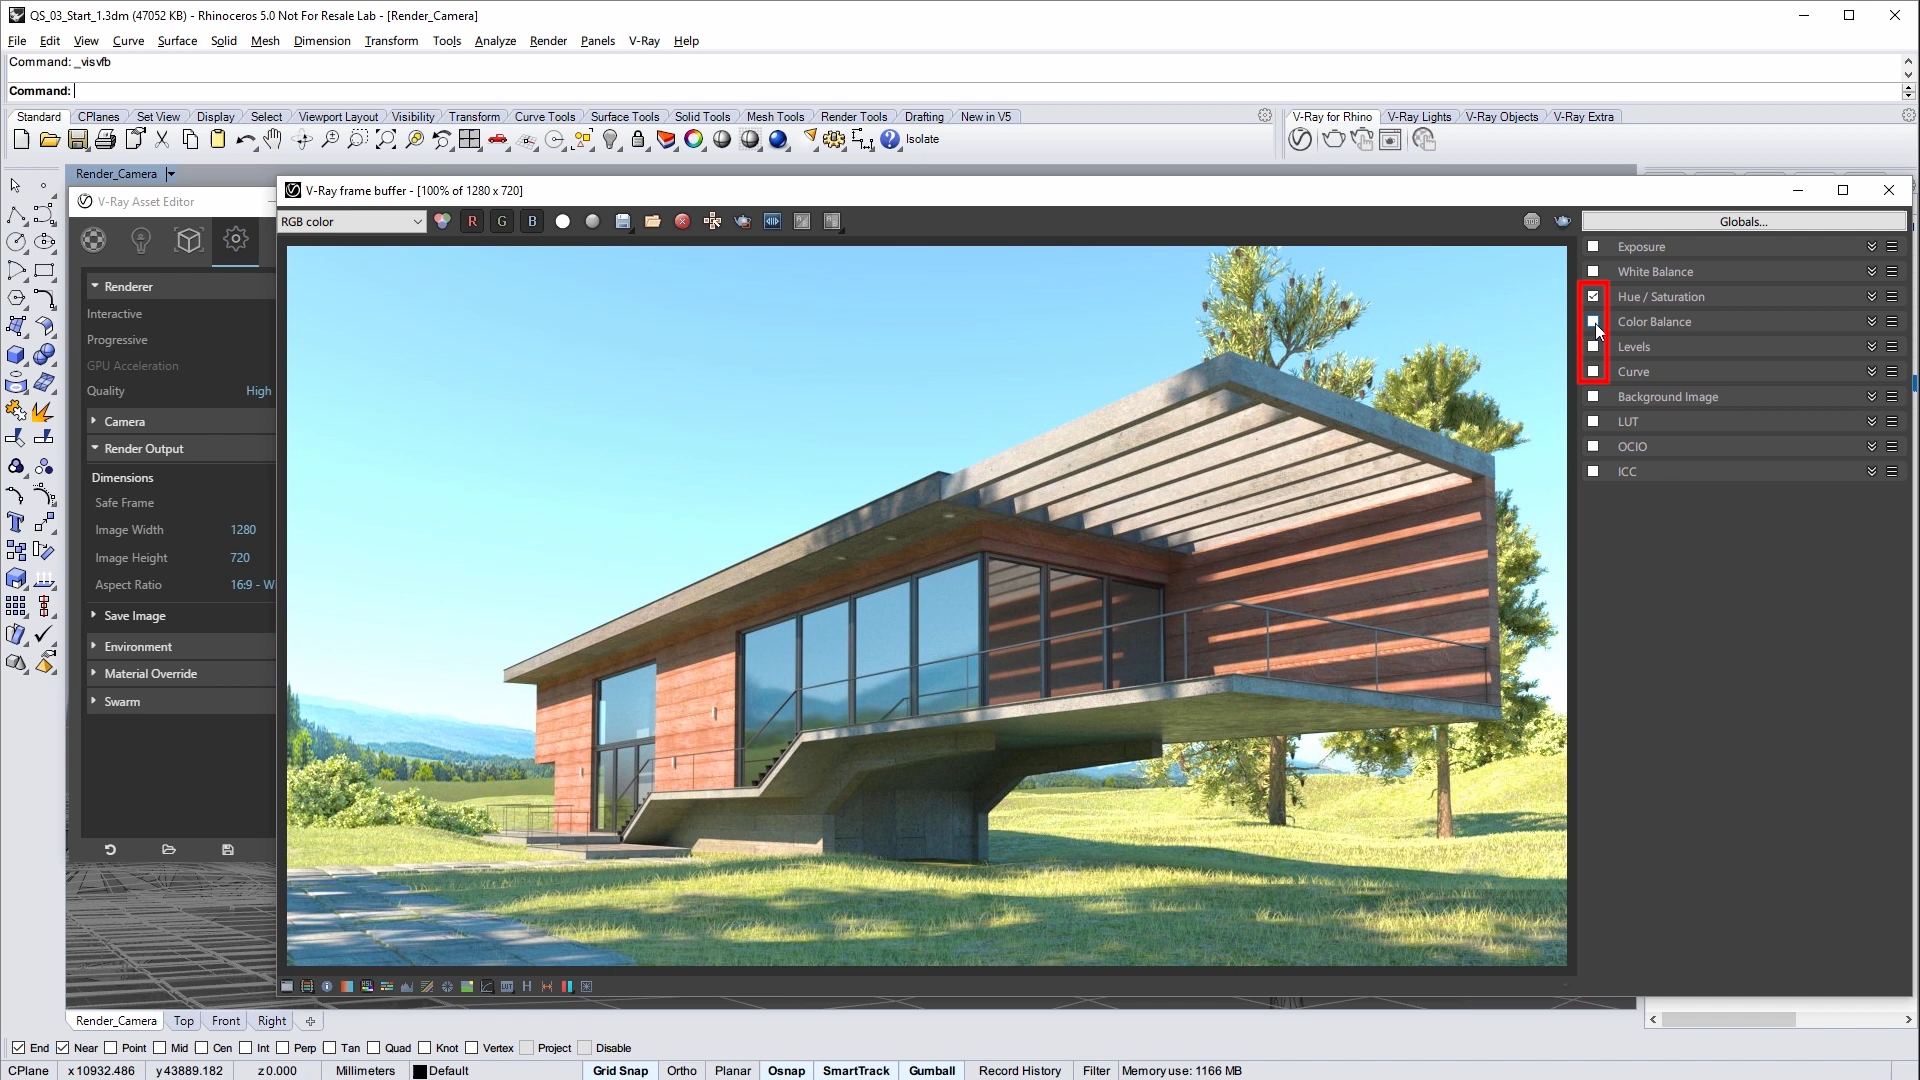 QS_03_Start_1.3dm (47052 KB) - Rhinoceros 5.0 Not For Resale Lab - [Render_Camera]
File Edit View Curve Surface Solid Mesh Dimension Transform Tools Analyze Render Panels V-Ray Help
Command: _visvfb
Command:
Standard CPlanes Set View Display Select Viewport Layout Visibility Transform Curve Tools Surface Tools Solid Tools Mesh Tools Render Tools Drafting New in V5 V-Ray for Rhino V-Ray Lights V-Ray Objects V-Ray Extra
Isolate
Render_Camera
V-Ray frame buffer - [100% of 1280 x 720]
V-Ray Asset Editor
RGB color R G B Globals...
Exposure
White Balance
Hue / Saturation
Color Balance
Levels
Curve
Background Image
LUT
OCIO
ICC
Renderer
Interactive
Progressive
GPU Acceleration
Quality High
Camera
Render Output
Dimensions
Safe Frame
Image Width 1280
Image Height 720
Aspect Ratio 16:9 - Wi
Save Image
Environment
Material Override
Swarm
Render_Camera Top Front Right
End Near Point Mid Cen Int Perp Tan Quad Knot Vertex Project Disable
CPlane x 10932.486 y 43889.182 z 0.000 Millimeters Default Grid Snap Ortho Planar Osnap SmartTrack Gumball Record History Filter Memory use: 1166 MB